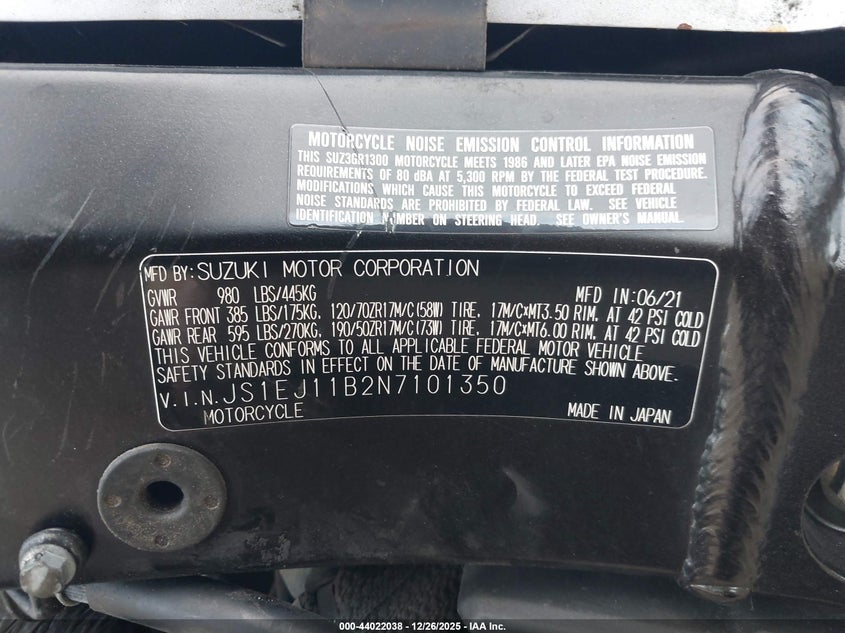 MOTORCYCLE NOISE EMISSION CONTROL INFORMATION
THIS SUZ3GR1300 MOTORCYCLE MEETS 1986 AND LATER EPA NOISE EMISSION
REQUIREMENTS OF 80 dBA AT 5,300 RPM BY THE FEDERAL TEST PROCEDURE.
MODIFICATIONS WHICH CAUSE THIS MOTORCYCLE TO EXCEED FEDERAL
NOISE STANDARDS ARE PROHIBITED BY FEDERAL LAW. SEE VEHICLE
IDENTIFICATION NUMBER ON STEERING HEAD. SEE OWNER'S MANUAL.
MFD BY:SUZUKI MOTOR CORPORATION
GVWR 980 LBS/445KG MFD IN:06/21
GAWR FRONT 385 LBS/175KG, 120/70ZR17M/C(58W) TIRE, 17M/C×MT3.50 RIM. AT 42 PSI COLD
GAWR REAR 595 LBS/270KG, 190/50ZR17M/C(73W) TIRE, 17M/C×MT6.00 RIM. AT 42 PSI COLD
THIS VEHICLE CONFORMS TO ALL APPLICABLE FEDERAL MOTOR VEHICLE
SAFETY STANDARDS IN EFFECT ON THE DATE OF MANUFACTURE SHOWN ABOVE.
V.I.N.JS1EJ11B2N7101350
MOTORCYCLE MADE IN JAPAN
000-44022038 - 12/26/2025 - IAA Inc.